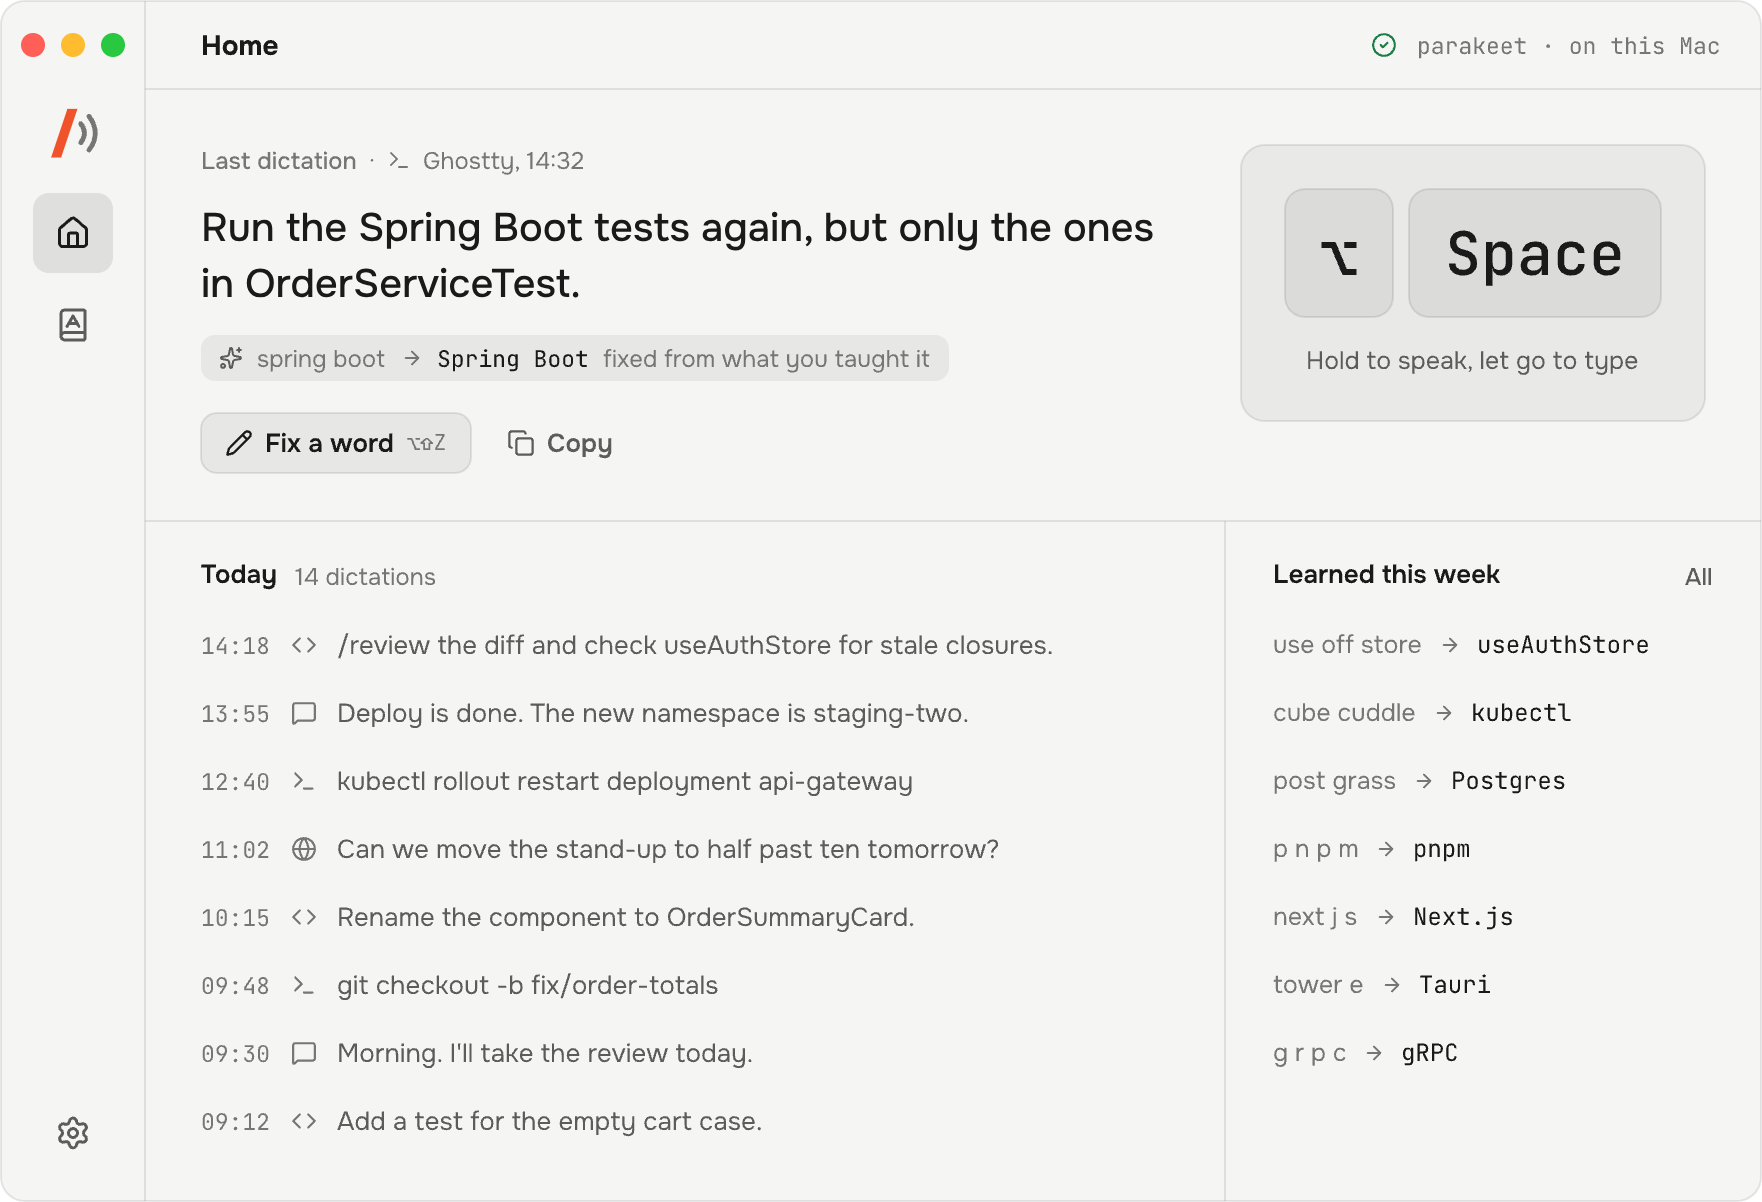 Home
parakeet · on this Mac
Last dictation · >_ Ghostty, 14:32
Run the Spring Boot tests again, but only the ones
in OrderServiceTest.
spring boot → Spring Boot fixed from what you taught it
Fix a word ⌥⇧Z
Copy
⌥ Space
Hold to speak, let go to type
Today 14 dictations
14:18 <> /review the diff and check useAuthStore for stale closures.
13:55 Deploy is done. The new namespace is staging-two.
12:40 >_ kubectl rollout restart deployment api-gateway
11:02 Can we move the stand-up to half past ten tomorrow?
10:15 <> Rename the component to OrderSummaryCard.
09:48 >_ git checkout -b fix/order-totals
09:30 Morning. I'll take the review today.
09:12 <> Add a test for the empty cart case.
Learned this week All
use off store → useAuthStore
cube cuddle → kubectl
post grass → Postgres
p n p m → pnpm
next j s → Next.js
tower e → Tauri
g r p c → gRPC